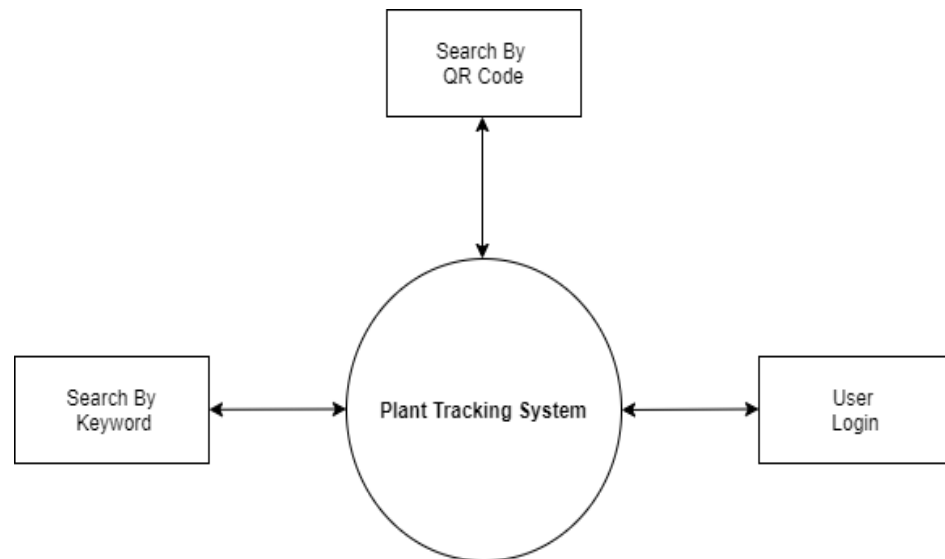 Search By
QR Code
Search By
Keyword
Plant Tracking System
User
Login